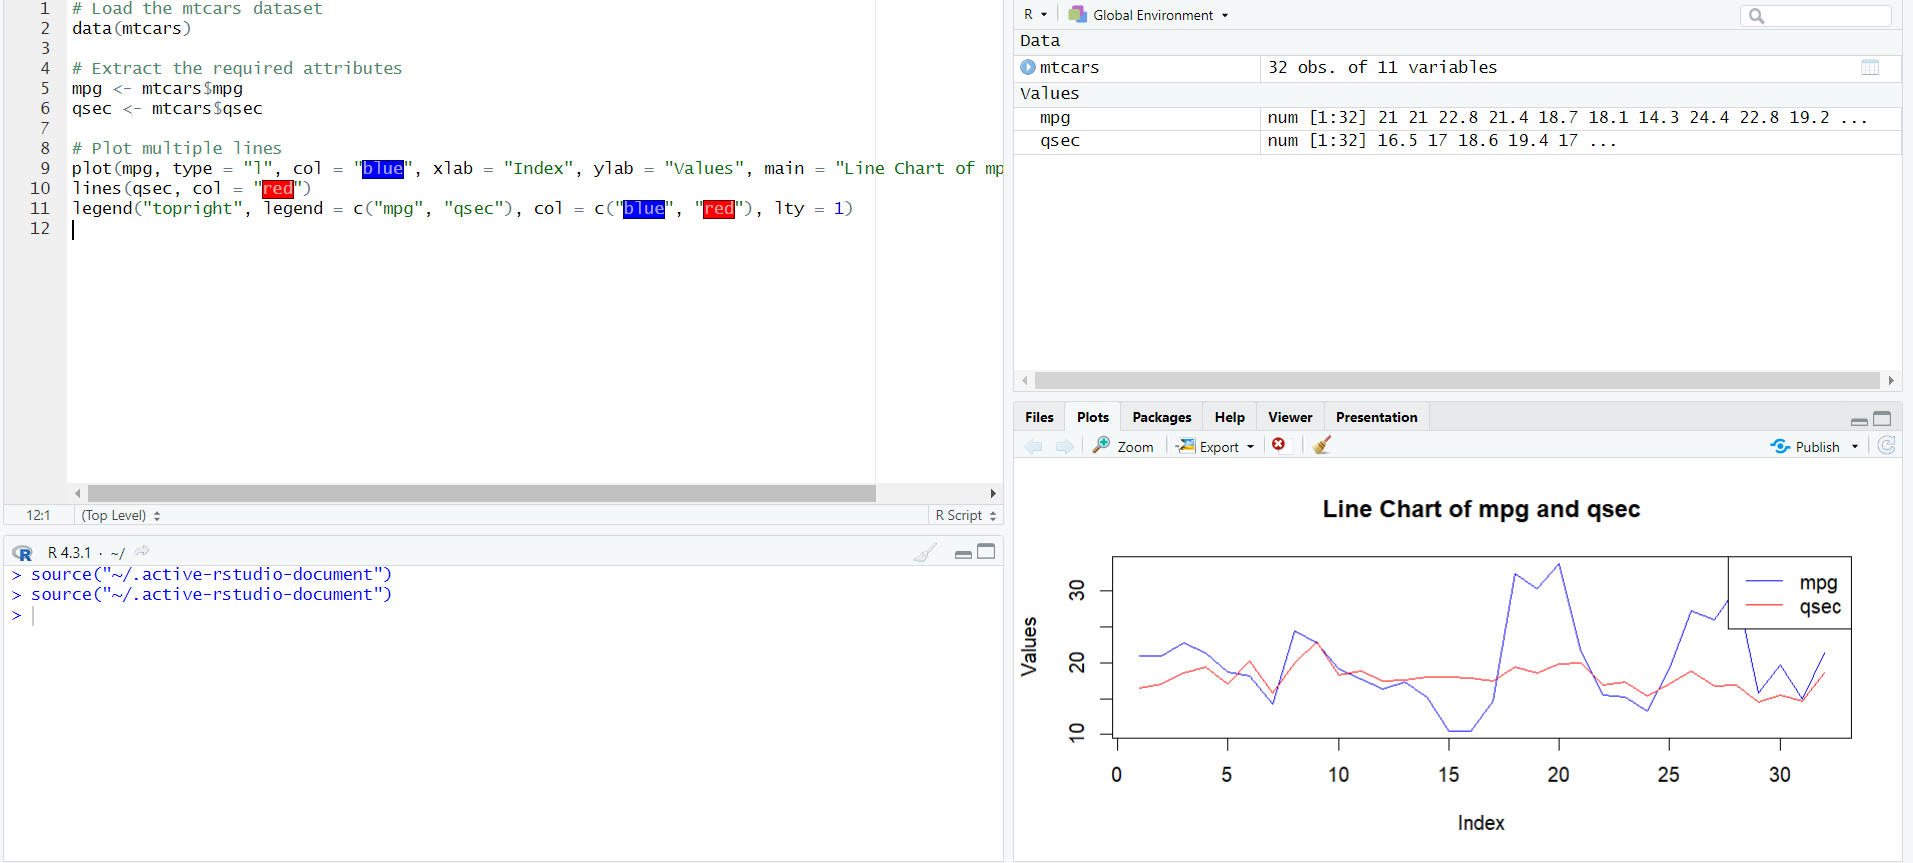 1 # Load the mtcars dataset
2 data(mtcars)
3
4 # Extract the required attributes
5 mpg <- mtcars$mpg
6 qsec <- mtcars$qsec
7
8 # Plot multiple lines
9 plot(mpg, type = "l", col = "blue", xlab = "Index", ylab = "Values", main = "Line Chart of mp
10 lines(qsec, col = "red")
11 legend("topright", legend = c("mpg", "qsec"), col = c("blue", "red"), lty = 1)
12
12:1 (Top Level) R Script
R R 4.3.1 · ~/
> source("~/.active-rstudio-document")
> source("~/.active-rstudio-document")
>
R Global Environment
Data
mtcars 32 obs. of 11 variables
Values
mpg num [1:32] 21 21 22.8 21.4 18.7 18.1 14.3 24.4 22.8 19.2 ...
qsec num [1:32] 16.5 17 18.6 19.4 17 ...
Files Plots Packages Help Viewer Presentation
Zoom Export Publish
Line Chart of mpg and qsec
mpg
qsec
Values
30
20
10
0 5 10 15 20 25 30
Index